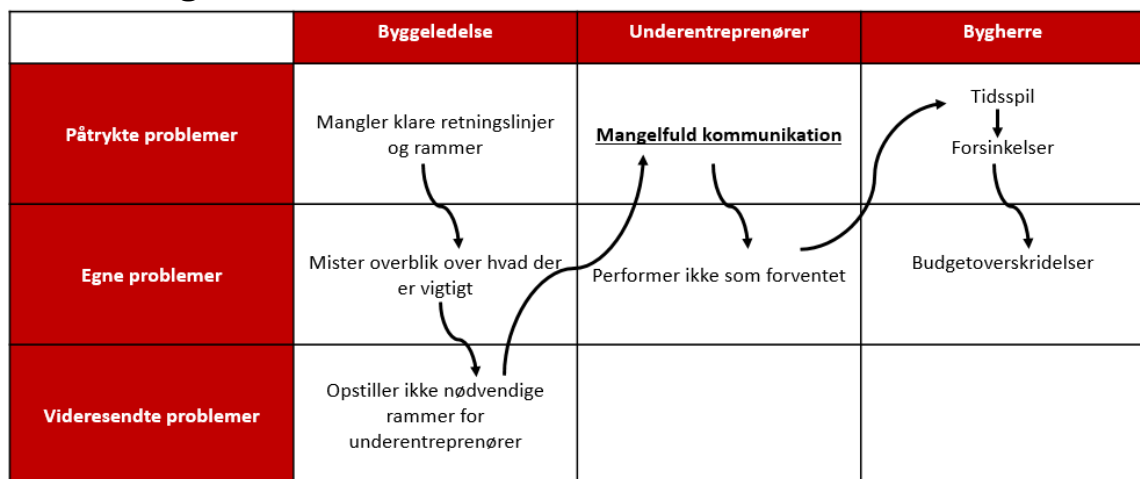 Byggeledelse
Underentreprenører
Bygherre
Påtrykte problemer
Mangler klare retningslinjer
og rammer
Mangelfuld kommunikation
Tidsspil
Forsinkelser
Egne problemer
Mister overblik over hvad der
er vigtigt
Performer ikke som forventet
Budgetoverskridelser
Videresendte problemer
Opstiller ikke nødvendige
rammer for
underentreprenører